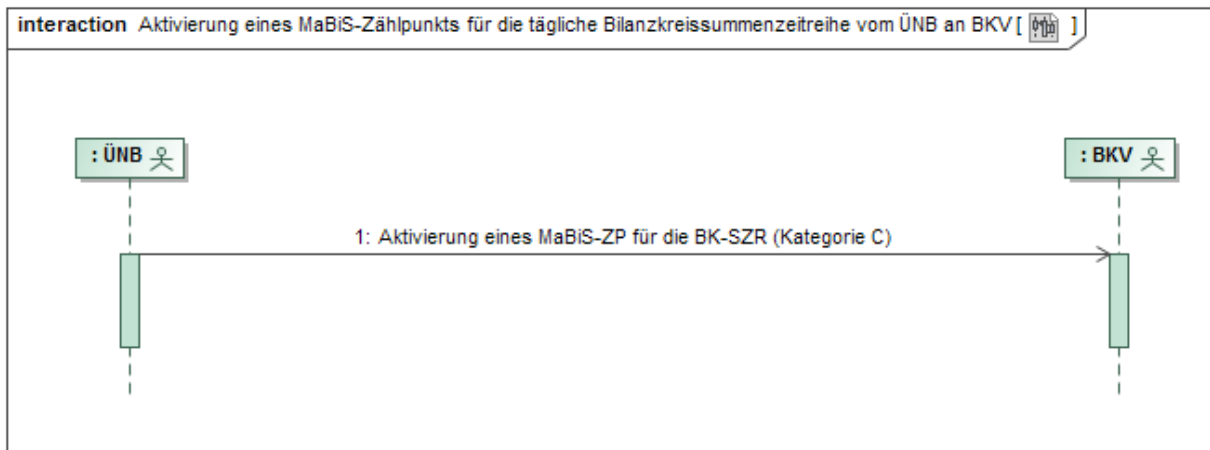 interaction Aktivierung eines MaBiS-Zählpunkts für die tägliche Bilanzkreissummenzeitreihe vom ÜNB an BKV [ ]
: ÜNB
: BKV
1: Aktivierung eines MaBiS-ZP für die BK-SZR (Kategorie C)